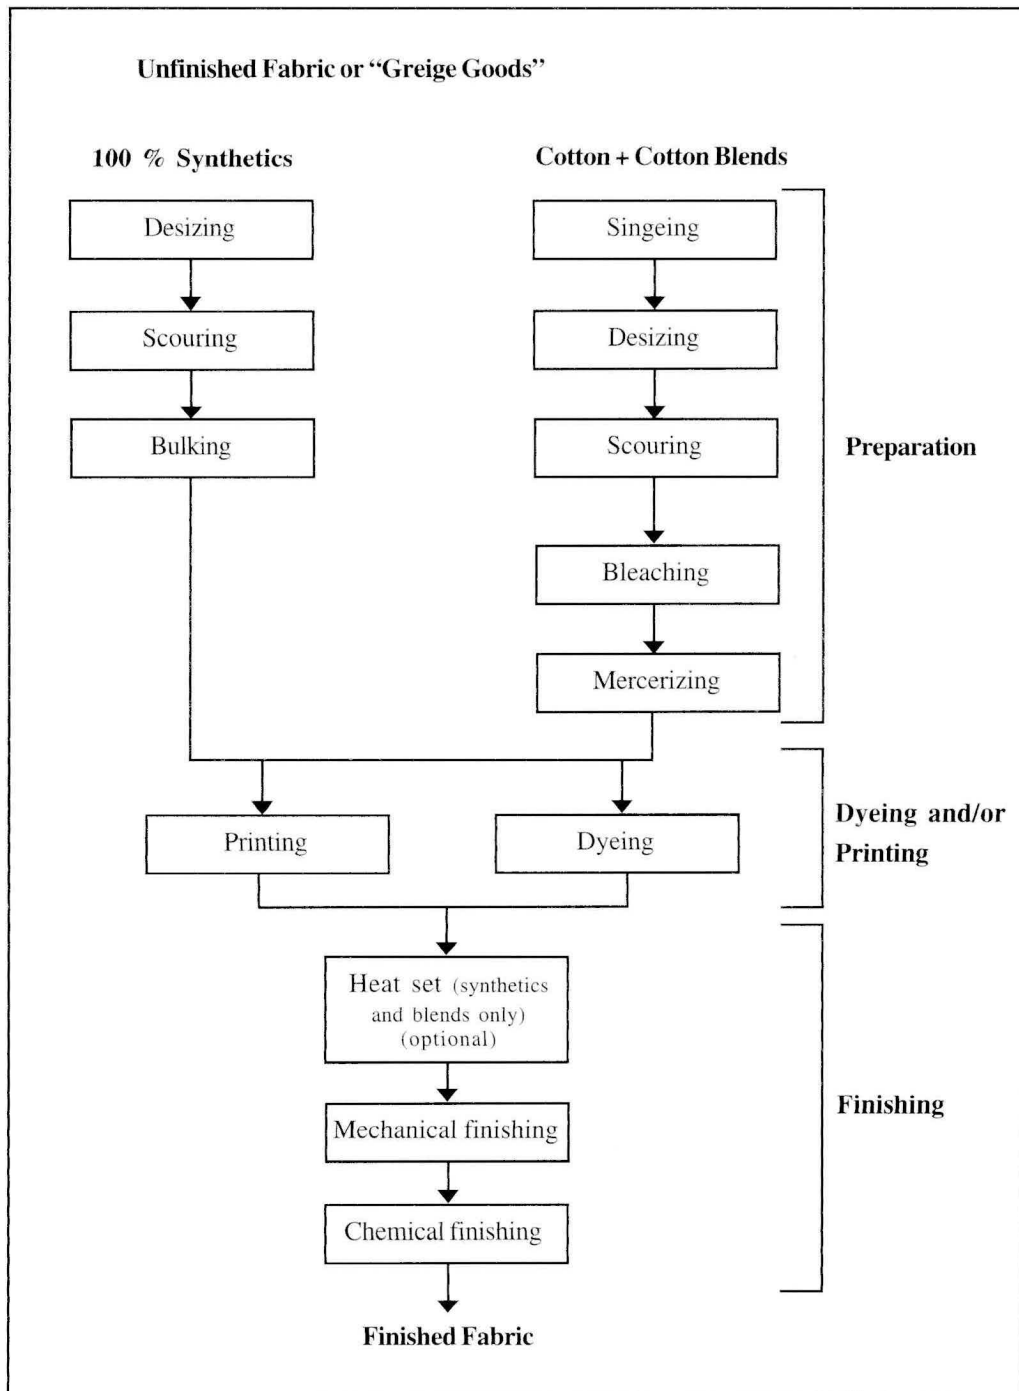 Unfinished Fabric or “Greige Goods”
100 % Synthetics
Cotton + Cotton Blends
Desizing
Singeing
Scouring
Desizing
Bulking
Scouring
Preparation
Bleaching
Mercerizing
Printing
Dyeing
Dyeing and/or
Printing
Heat set (synthetics
and blends only)
(optional)
Mechanical finishing
Finishing
Chemical finishing
Finished Fabric